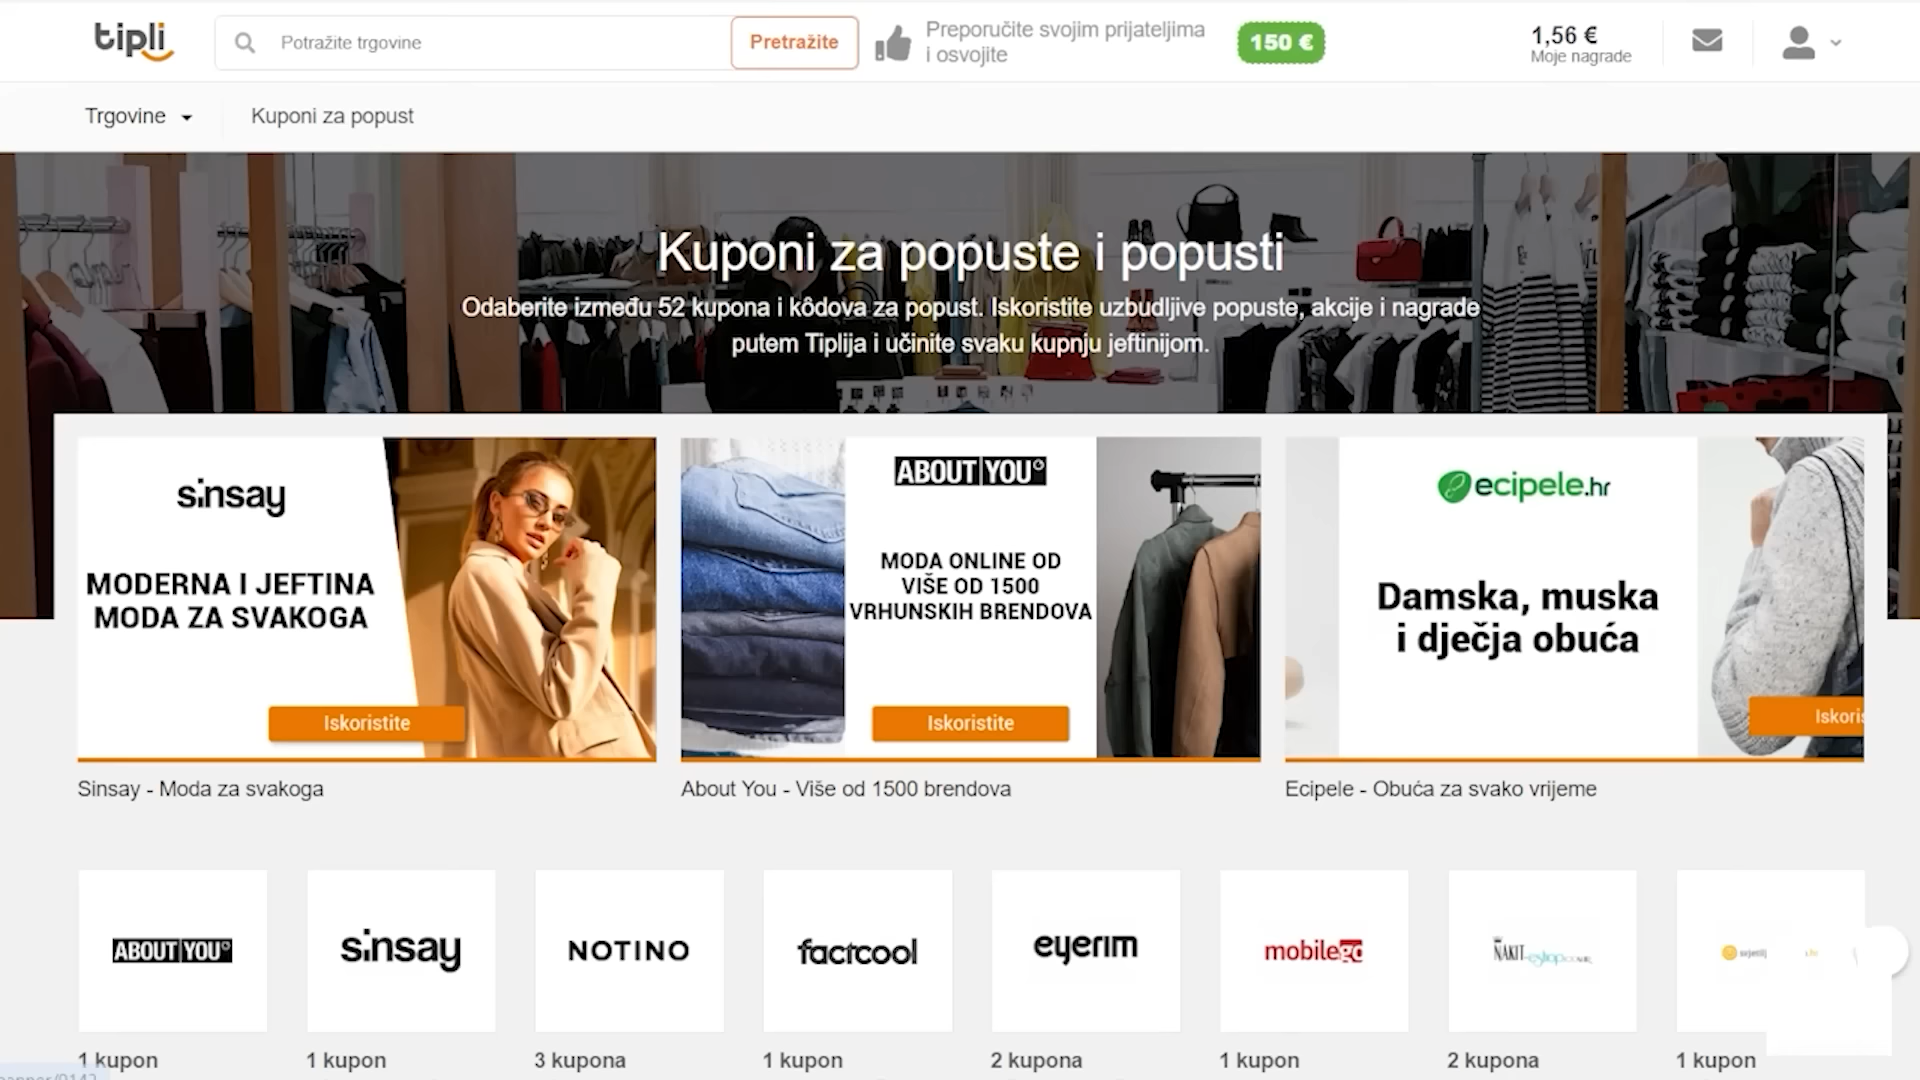 tipli
Potražite trgovine
Pretražite
Preporučite svojim prijateljima
i osvojite
150 €
1,56 €
Moje nagrade
Trgovine
Kuponi za popust
Kuponi za popuste i popusti
Odaberite između 52 kupona i kôdova za popust. Iskoristite uzbudljive popuste, akcije i nagrade
putem Tiplija i učinite svaku kupnju jeftinijom.
sinsay
MODERNA I JEFTINA
MODA ZA SVAKOGA
Iskoristite
Sinsay - Moda za svakoga
ABOUT YOU
MODA ONLINE OD
VIŠE OD 1500
VRHUNSKIH BRENDOVA
Iskoristite
About You - Više od 1500 brendova
ecipele.hr
Damska, muska
i dječja obuća
Iskoris
Ecipele - Obuća za svako vrijeme
ABOUT YOU
sinsay
NOTINO
factcool
eyerim
mobilego
NAKIT
1 kupon
1 kupon
3 kupona
1 kupon
2 kupona
1 kupon
2 kupona
1 kupon